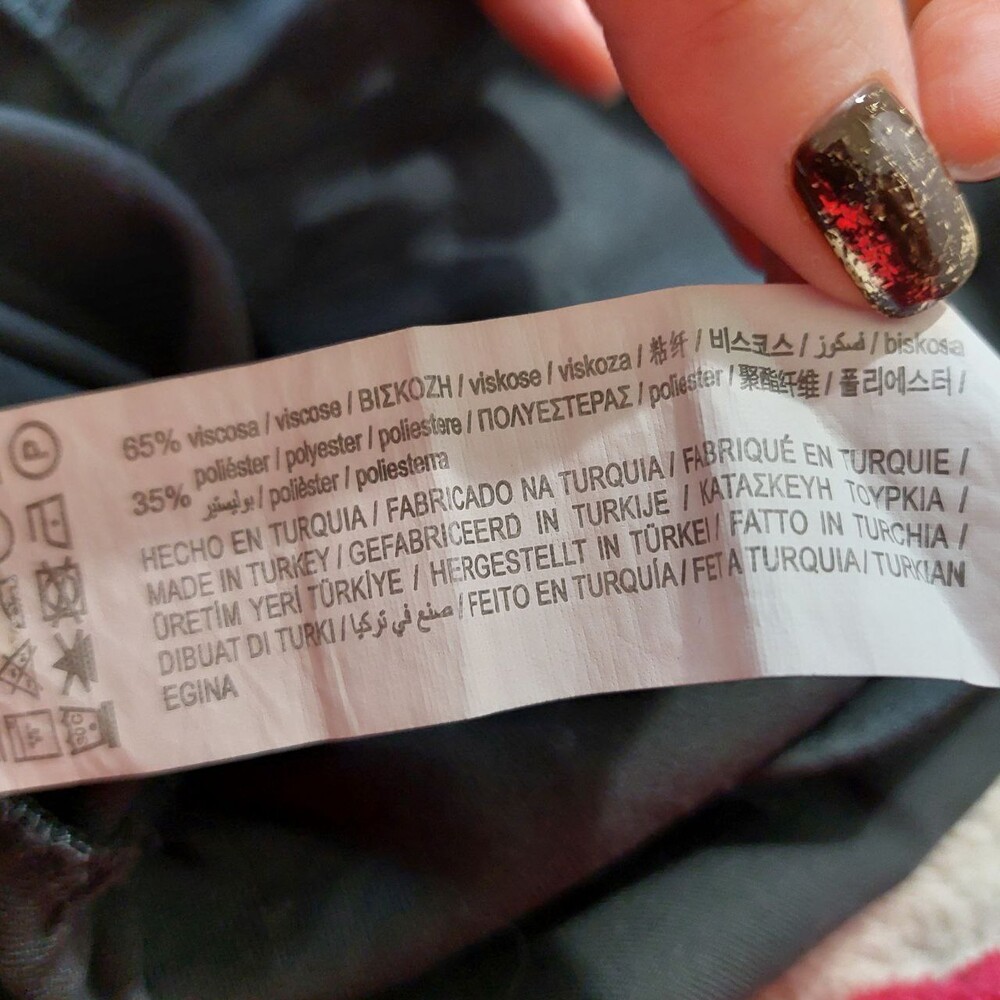 65% viscosa / viscose / ΒΙΣΚΟΖΗ / viskose / viskoza / 粘纤 / 비스코스 / فسكوز / biskosa
35% poliéster / polyester / poliestere / ΠΟΛΥΕΣΤΕΡΑΣ / poliester / 聚酯纤维 / 폴리에스터 /
بوليستير / polièster / poliesterra
HECHO EN TURQUIA / FABRICADO NA TURQUIA / FABRIQUÉ EN TURQUIE /
MADE IN TURKEY / GEFABRICEERD IN TURKIJE / ΚΑΤΑΣΚΕΥΗ ΤΟΥΡΚΙΑ /
ÜRETİM YERİ TÜRKİYE / HERGESTELLT IN TÜRKEI / FATTO IN TURCHIA /
DIBUAT DI TURKI / صنع في تركيا / FEITO EN TURQUÍA / FET A TURQUIA / TURKIAN
EGINA
P
30C